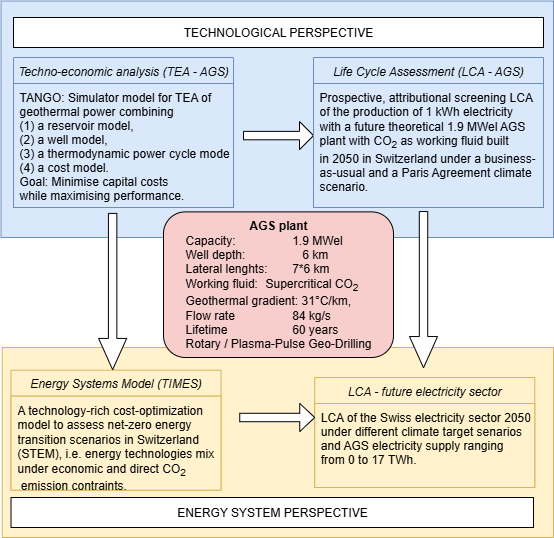 TECHNOLOGICAL PERSPECTIVE
Techno-economic analysis (TEA - AGS)
TANGO: Simulator model for TEA of
geothermal power combining
(1) a reservoir model,
(2) a well model,
(3) a thermodynamic power cycle mode
(4) a cost model.
Goal: Minimise capital costs
while maximising performance.
Life Cycle Assessment (LCA - AGS)
Prospective, attributional screening LCA
of the production of 1 kWh electricity
with a future theoretical 1.9 MWel AGS
plant with CO2 as working fluid built
in 2050 in Switzerland under a business-
as-usual and a Paris Agreement climate
scenario.
AGS plant
Capacity: 1.9 MWel
Well depth: 6 km
Lateral lenghts: 7*6 km
Working fluid: Supercritical CO2
Geothermal gradient: 31°C/km,
Flow rate 84 kg/s
Lifetime 60 years
Rotary / Plasma-Pulse Geo-Drilling
Energy Systems Model (TIMES)
A technology-rich cost-optimization
model to assess net-zero energy
transition scenarios in Switzerland
(STEM), i.e. energy technologies mix
under economic and direct CO2
emission contraints.
LCA - future electricity sector
LCA of the Swiss electricity sector 2050
under different climate target senarios
and AGS electricity supply ranging
from 0 to 17 TWh.
ENERGY SYSTEM PERSPECTIVE